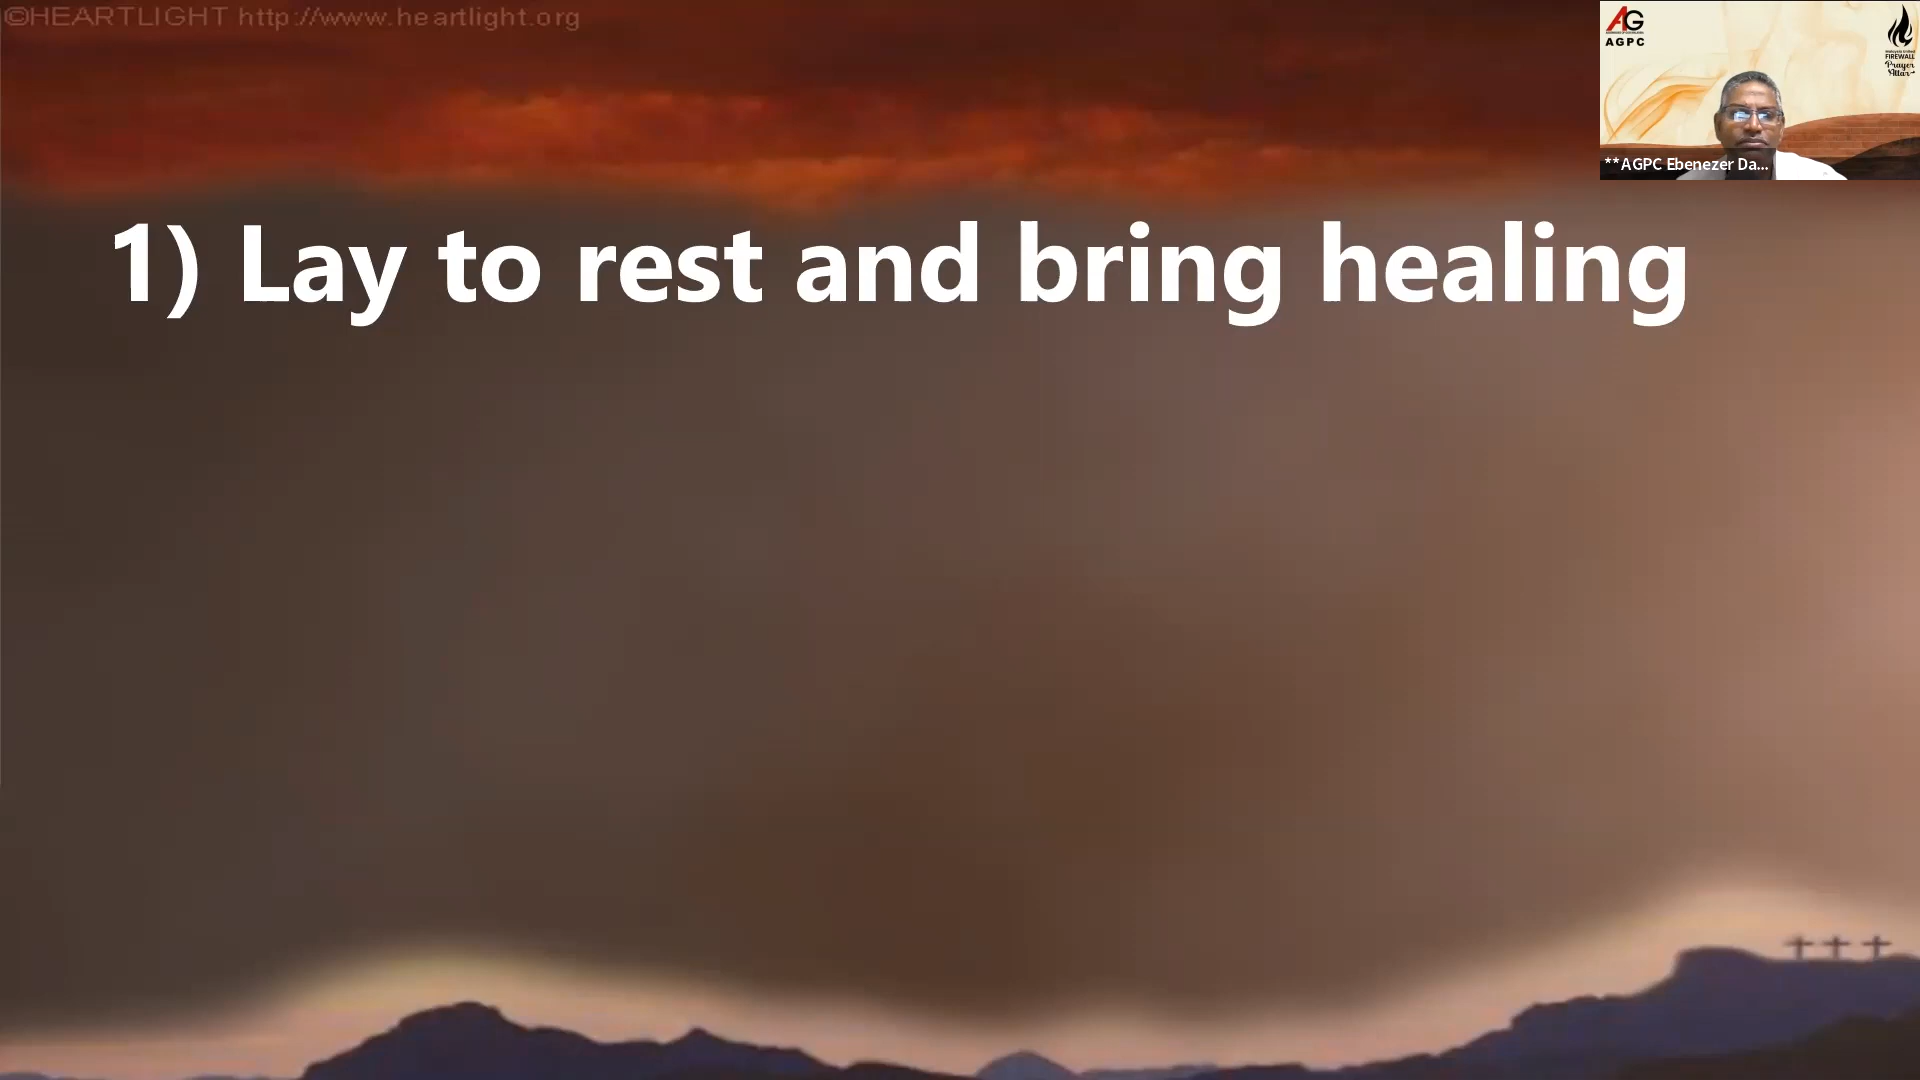 ©HEARTLIGHT http://www.heartlight.org
AG
AGPC
FIREWALL
Prayer
Altar
**AGPC Ebenezer Da...
1) Lay to rest and bring healing